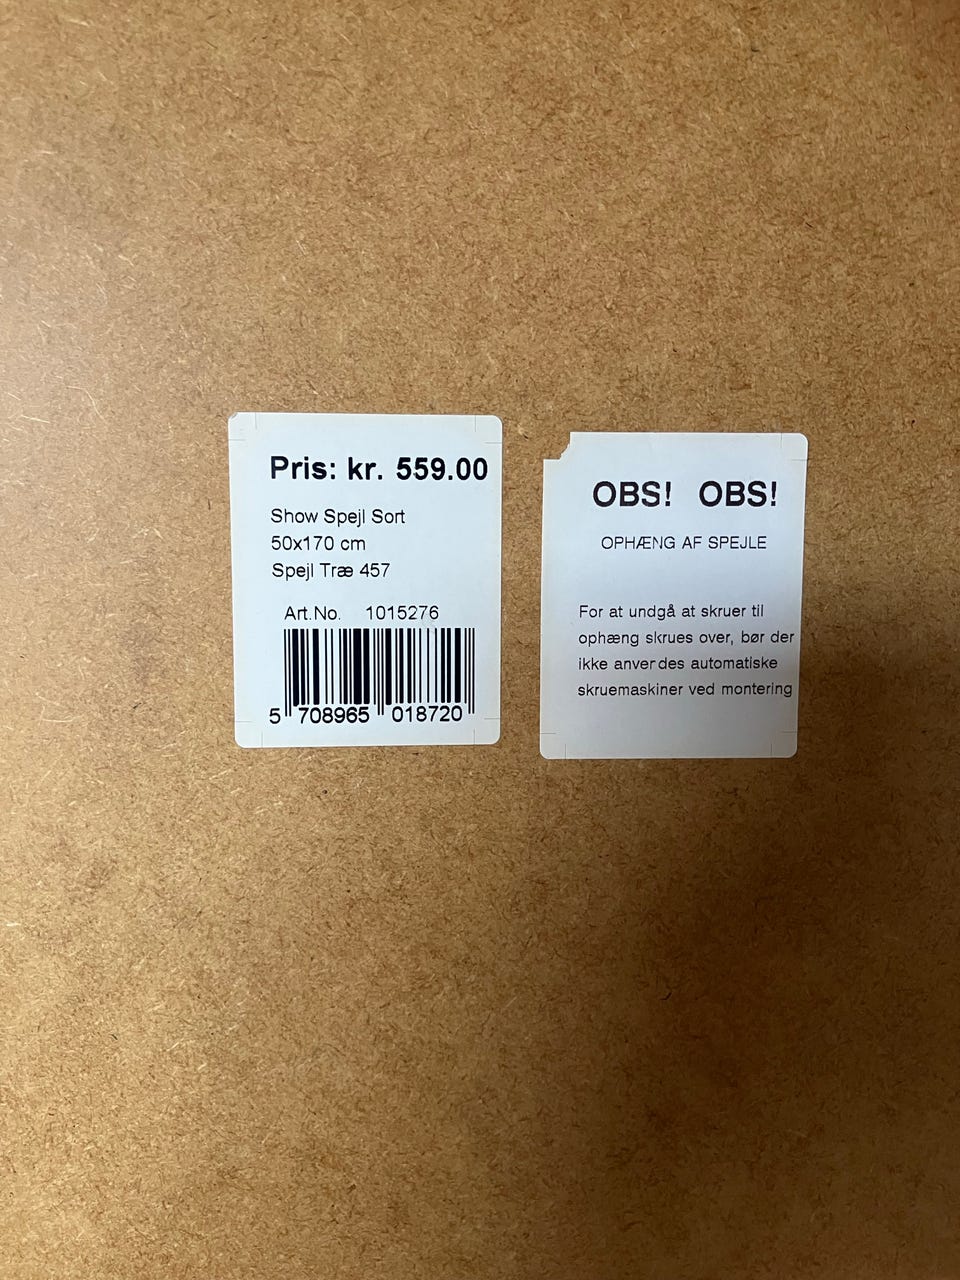 Pris: kr. 559.00
Show Spejl Sort
50x170 cm
Spejl Træ 457
Art.No. 1015276
5 708965 018720
OBS! OBS!
OPHÆNG AF SPEJLE
For at undgå at skruer til
ophæng skrues over, bør der
ikke anverdes automatiske
skruemaskiner ved montering